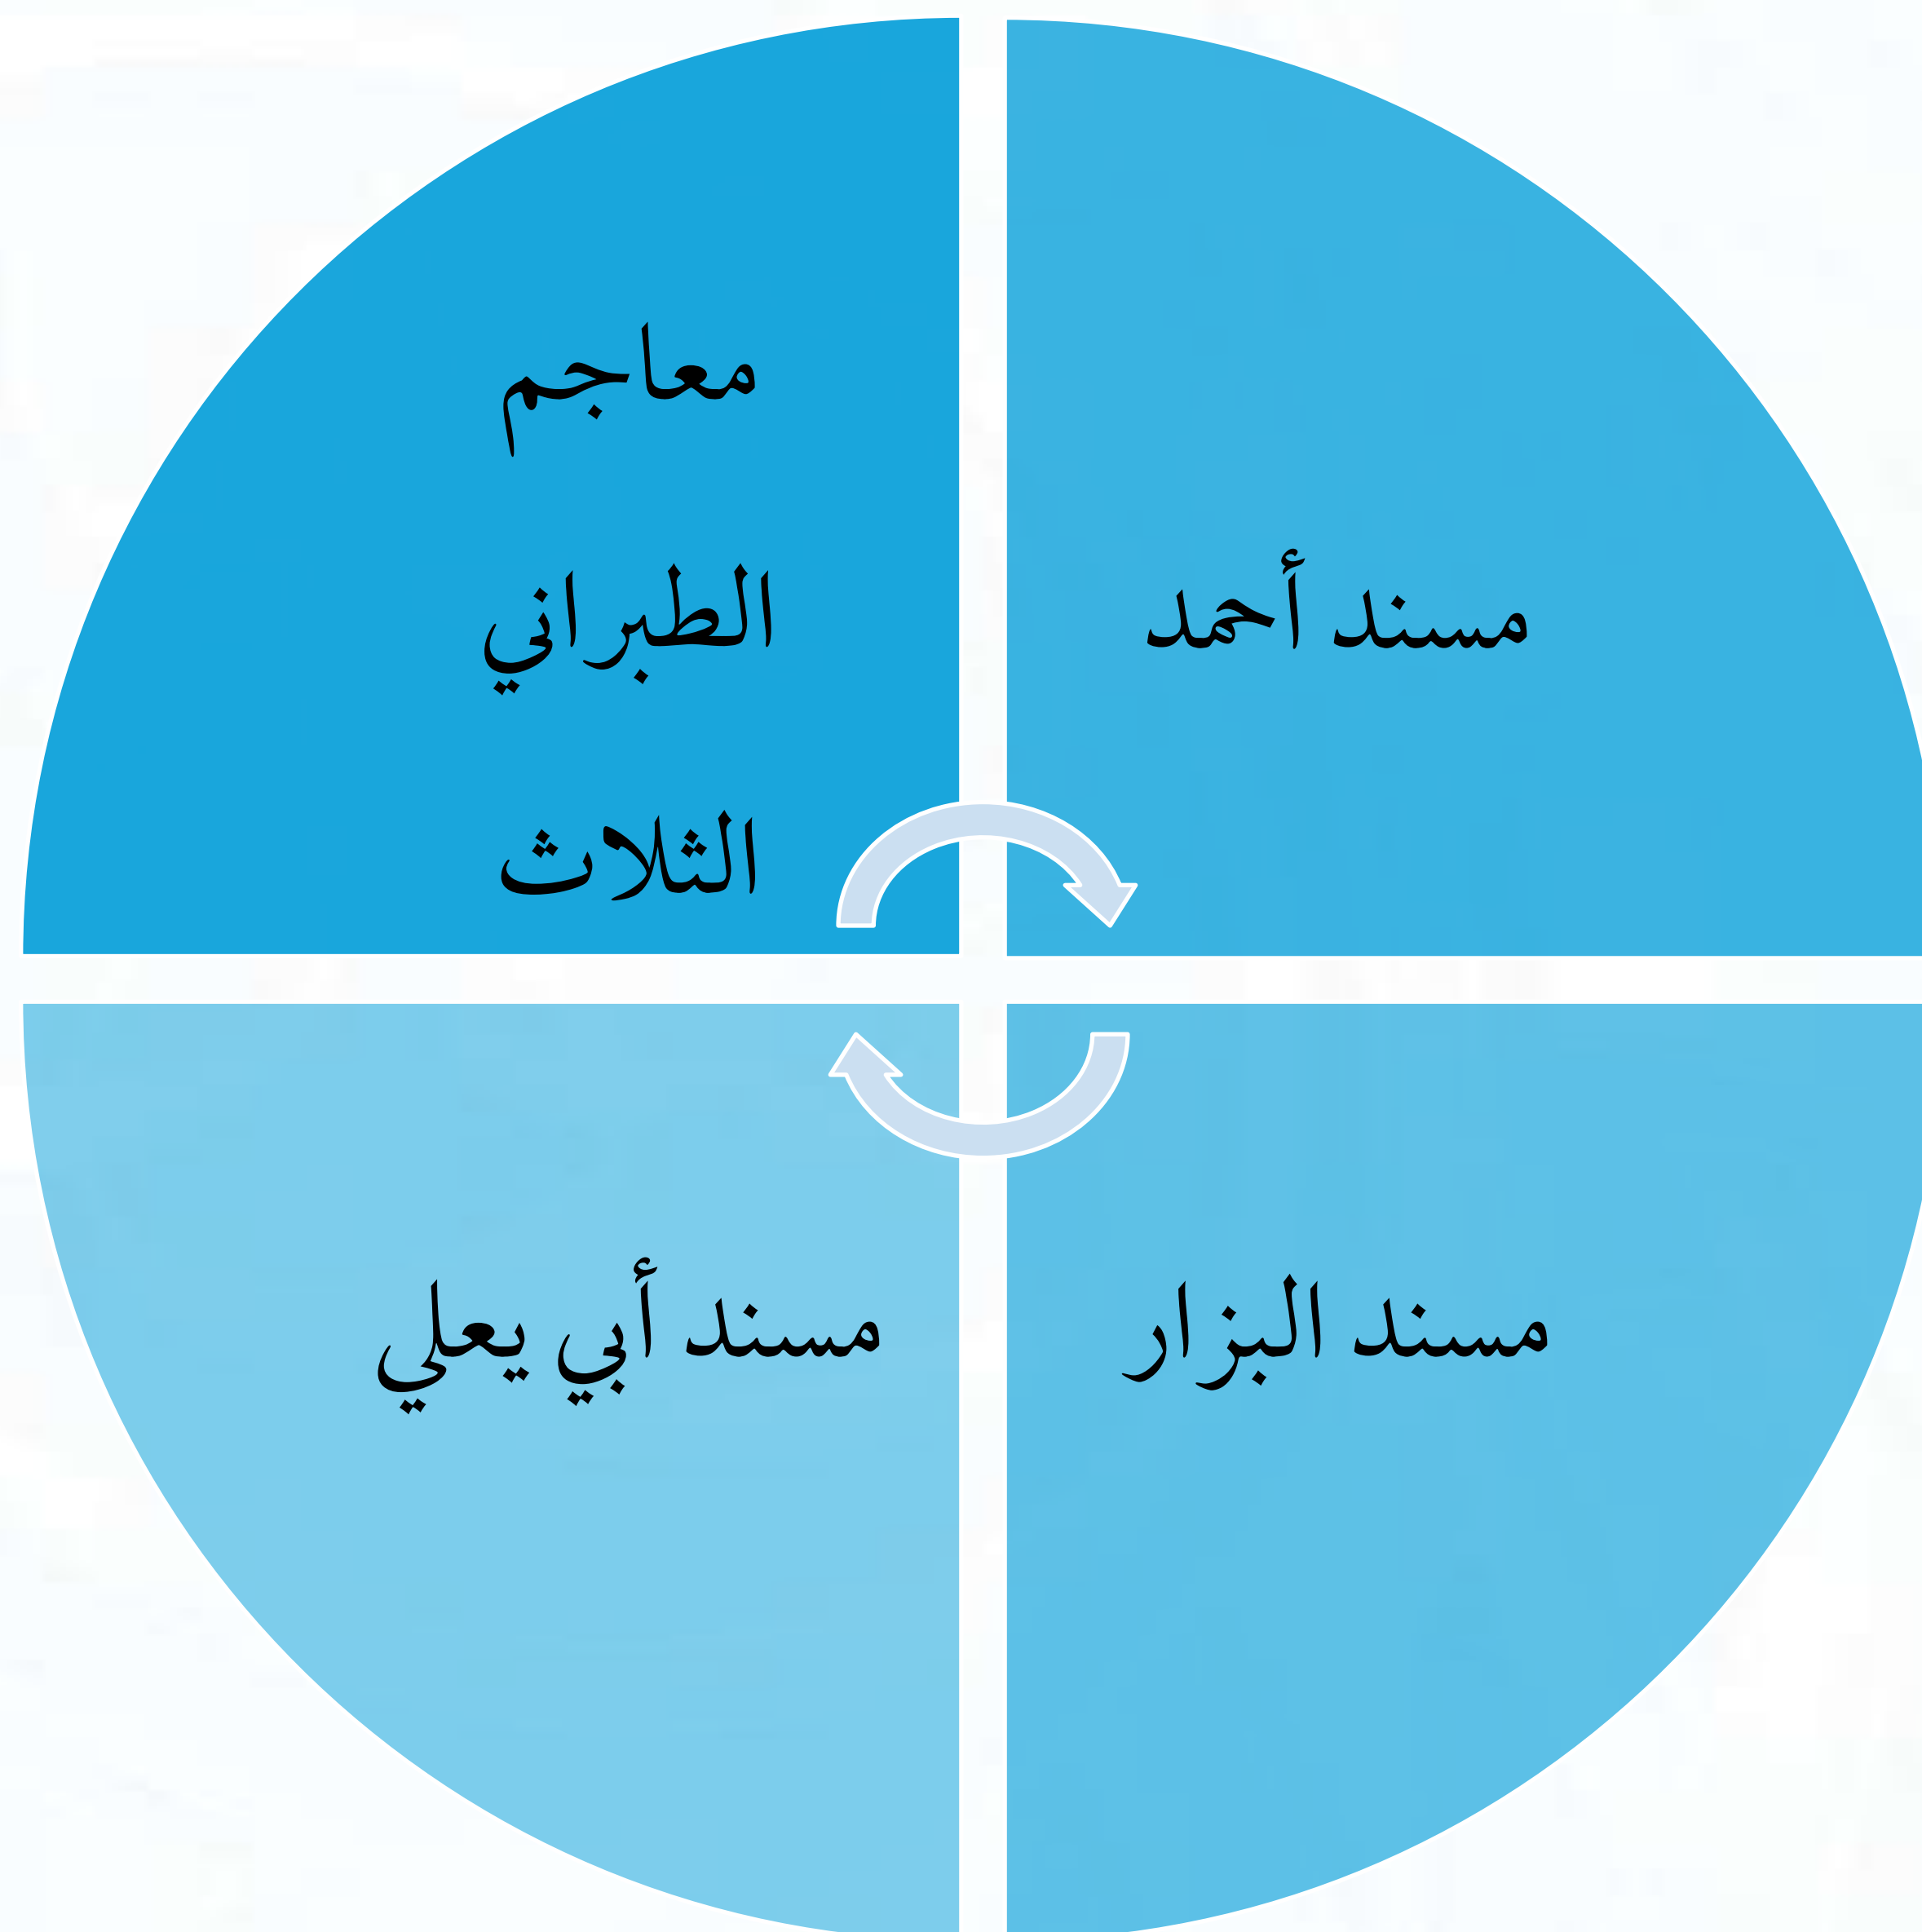 معاجم
الطبراني
الثلاث
مسند أحمد
مسند البزار
مسند أبي يعلي